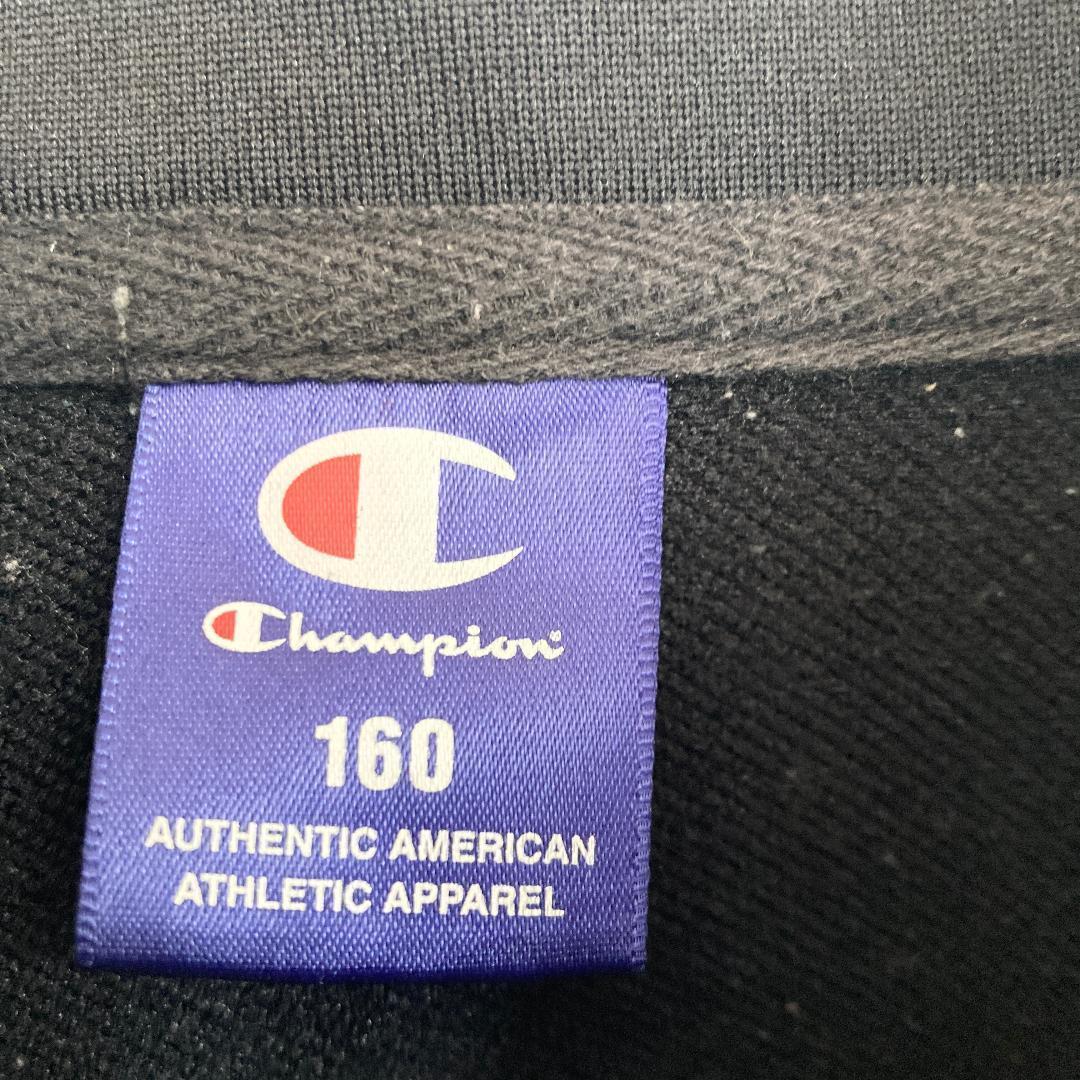 Champion®
160
AUTHENTIC AMERICAN
ATHLETIC APPAREL